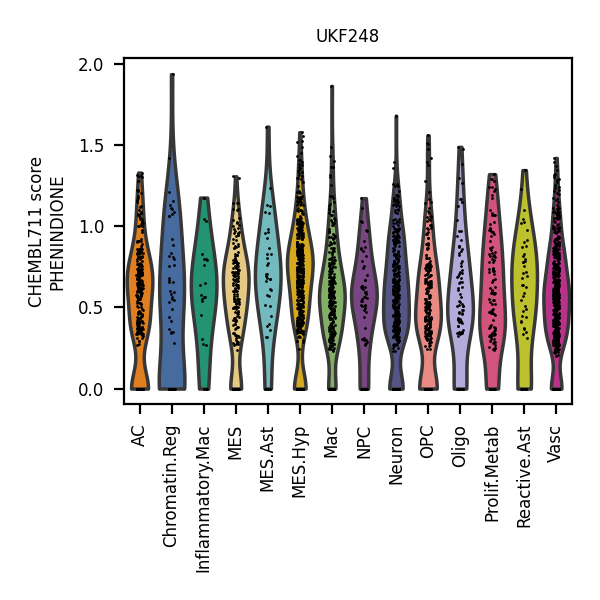 UKF248
CHEMBL711 score
PHENINDIONE
2.0
1.5
1.0
0.5
0.0
AC
Chromatin.Reg
Inflammatory.Mac
MES
MES.Ast
MES.Hyp
Mac
NPC
Neuron
OPC
Oligo
Prolif.Metab
Reactive.Ast
Vasc